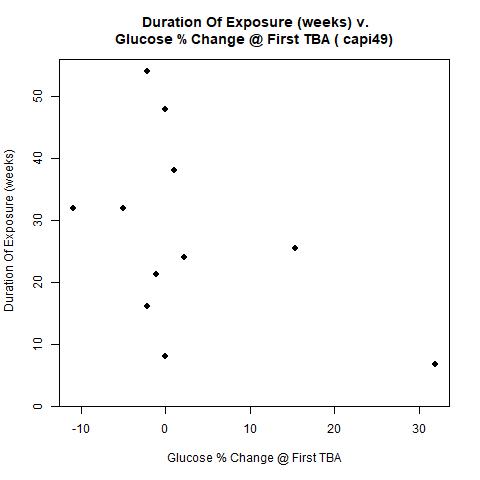 Duration Of Exposure (weeks) v.
Glucose % Change @ First TBA ( capi49)
Duration Of Exposure (weeks)
50
40
30
20
10
0
-10 0 10 20 30
Glucose % Change @ First TBA